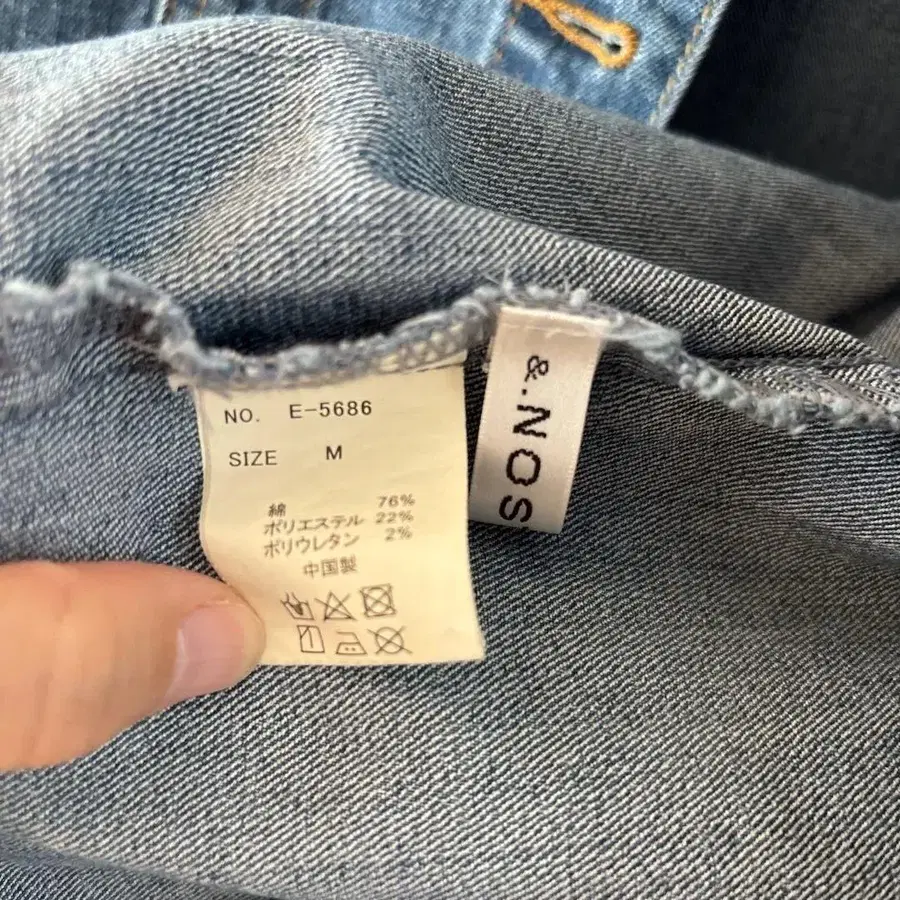 NO. E-5686
SIZE M
綿 76%
ポリエステル 22%
ポリウレタン 2%
中国製
&.NOS